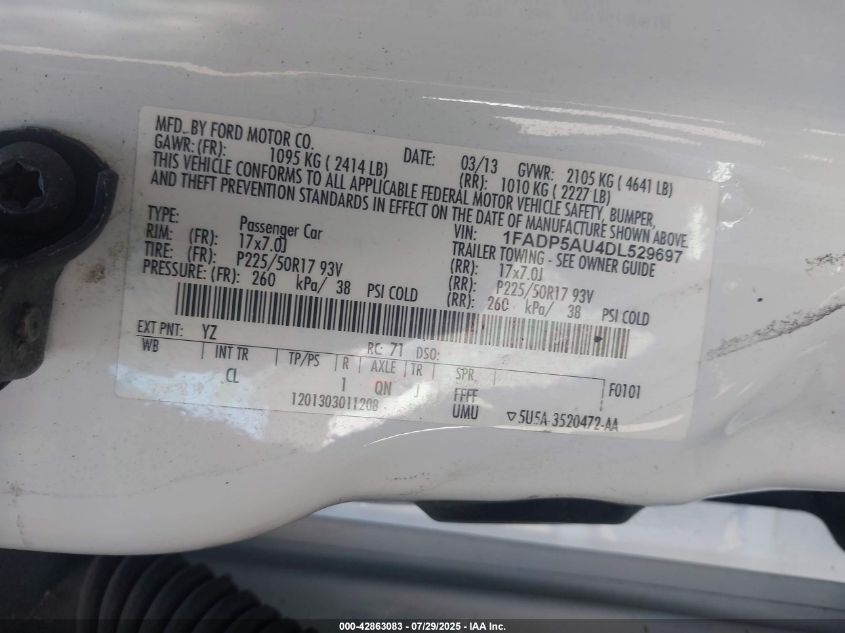 MFD. BY FORD MOTOR CO.
DATE: 03/13 GVWR: 2105 KG ( 4641 LB)
GAWR: (FR): 1095 KG ( 2414 LB) (RR): 1010 KG ( 2227 LB)
THIS VEHICLE CONFORMS TO ALL APPLICABLE FEDERAL MOTOR VEHICLE SAFETY, BUMPER,
AND THEFT PREVENTION STANDARDS IN EFFECT ON THE DATE OF MANUFACTURE SHOWN ABOVE.
VIN: 1FADP5AU4DL529697
TYPE: Passenger Car TRAILER TOWING - SEE OWNER GUIDE
RIM: (FR): 17x7.0J (RR): 17x7.0J
TIRE: (FR): P225/50R17 93V (RR): P225/50R17 93V
PRESSURE: (FR): 260 kPa/ 38 PSI COLD (RR): 260 kPa/ 38 PSI COLD
EXT PNT: YZ RC: 71 DSO:
WB INT TR TP/PS R AXLE TR SPR F0101
CL 1 QN J FFFF
1201303011208 UMU ▽5U5A-3520472-AA
000-42863083 / 07/29/2025 - IAA Inc.